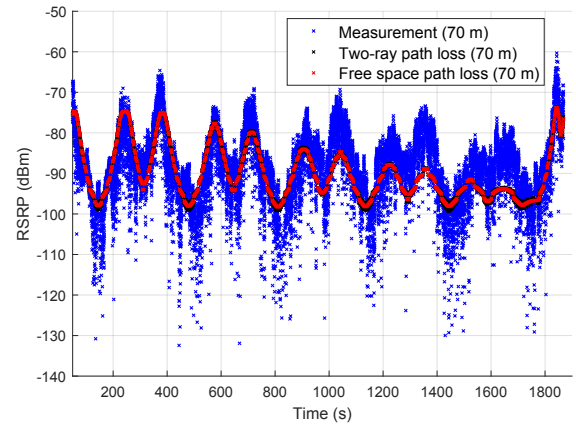 -50
-60
-70
-80
-90
-100
-110
-120
-130
-140
RSRP (dBm)
Measurement (70 m)
Two-ray path loss (70 m)
Free space path loss (70 m)
200 400 600 800 1000 1200 1400 1600 1800
Time (s)